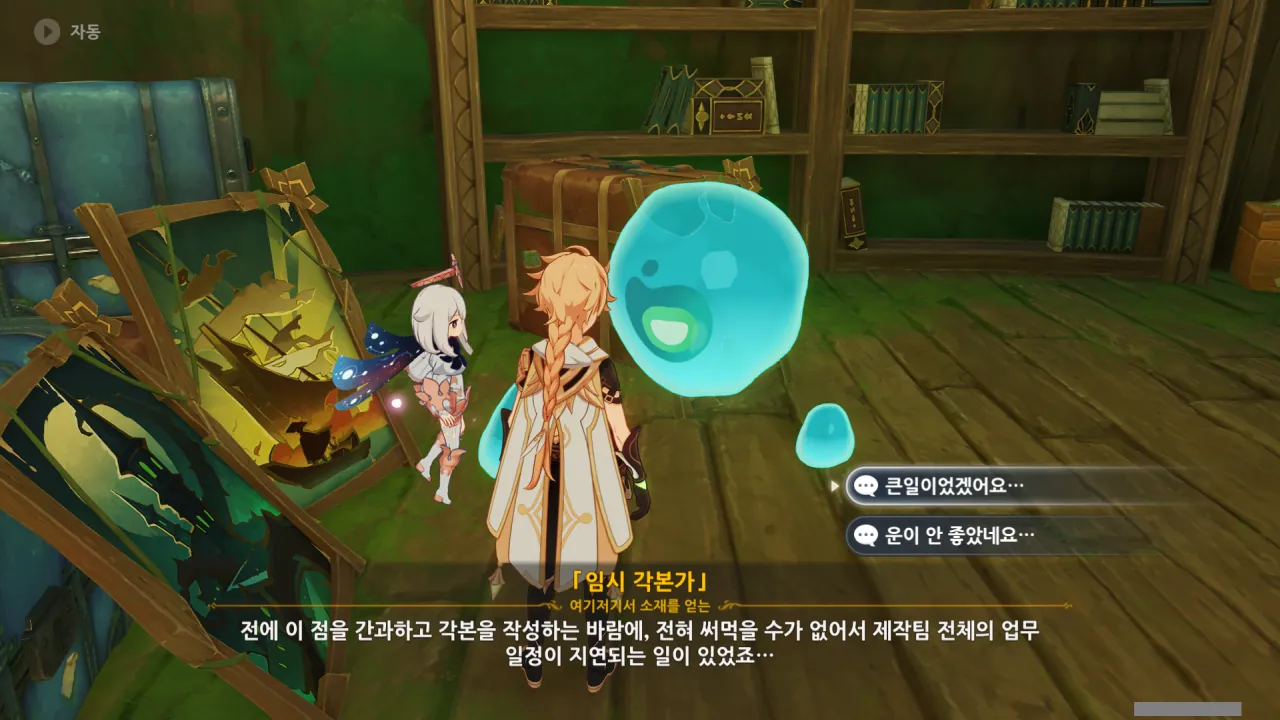 자동
큰일이었겠어요…
운이 안 좋았네요…
「임시 각본가」
여기저기서 소재를 얻는
전에 이 점을 간과하고 각본을 작성하는 바람에, 전혀 써먹을 수가 없어서 제작팀 전체의 업무
일정이 지연되는 일이 있었죠…